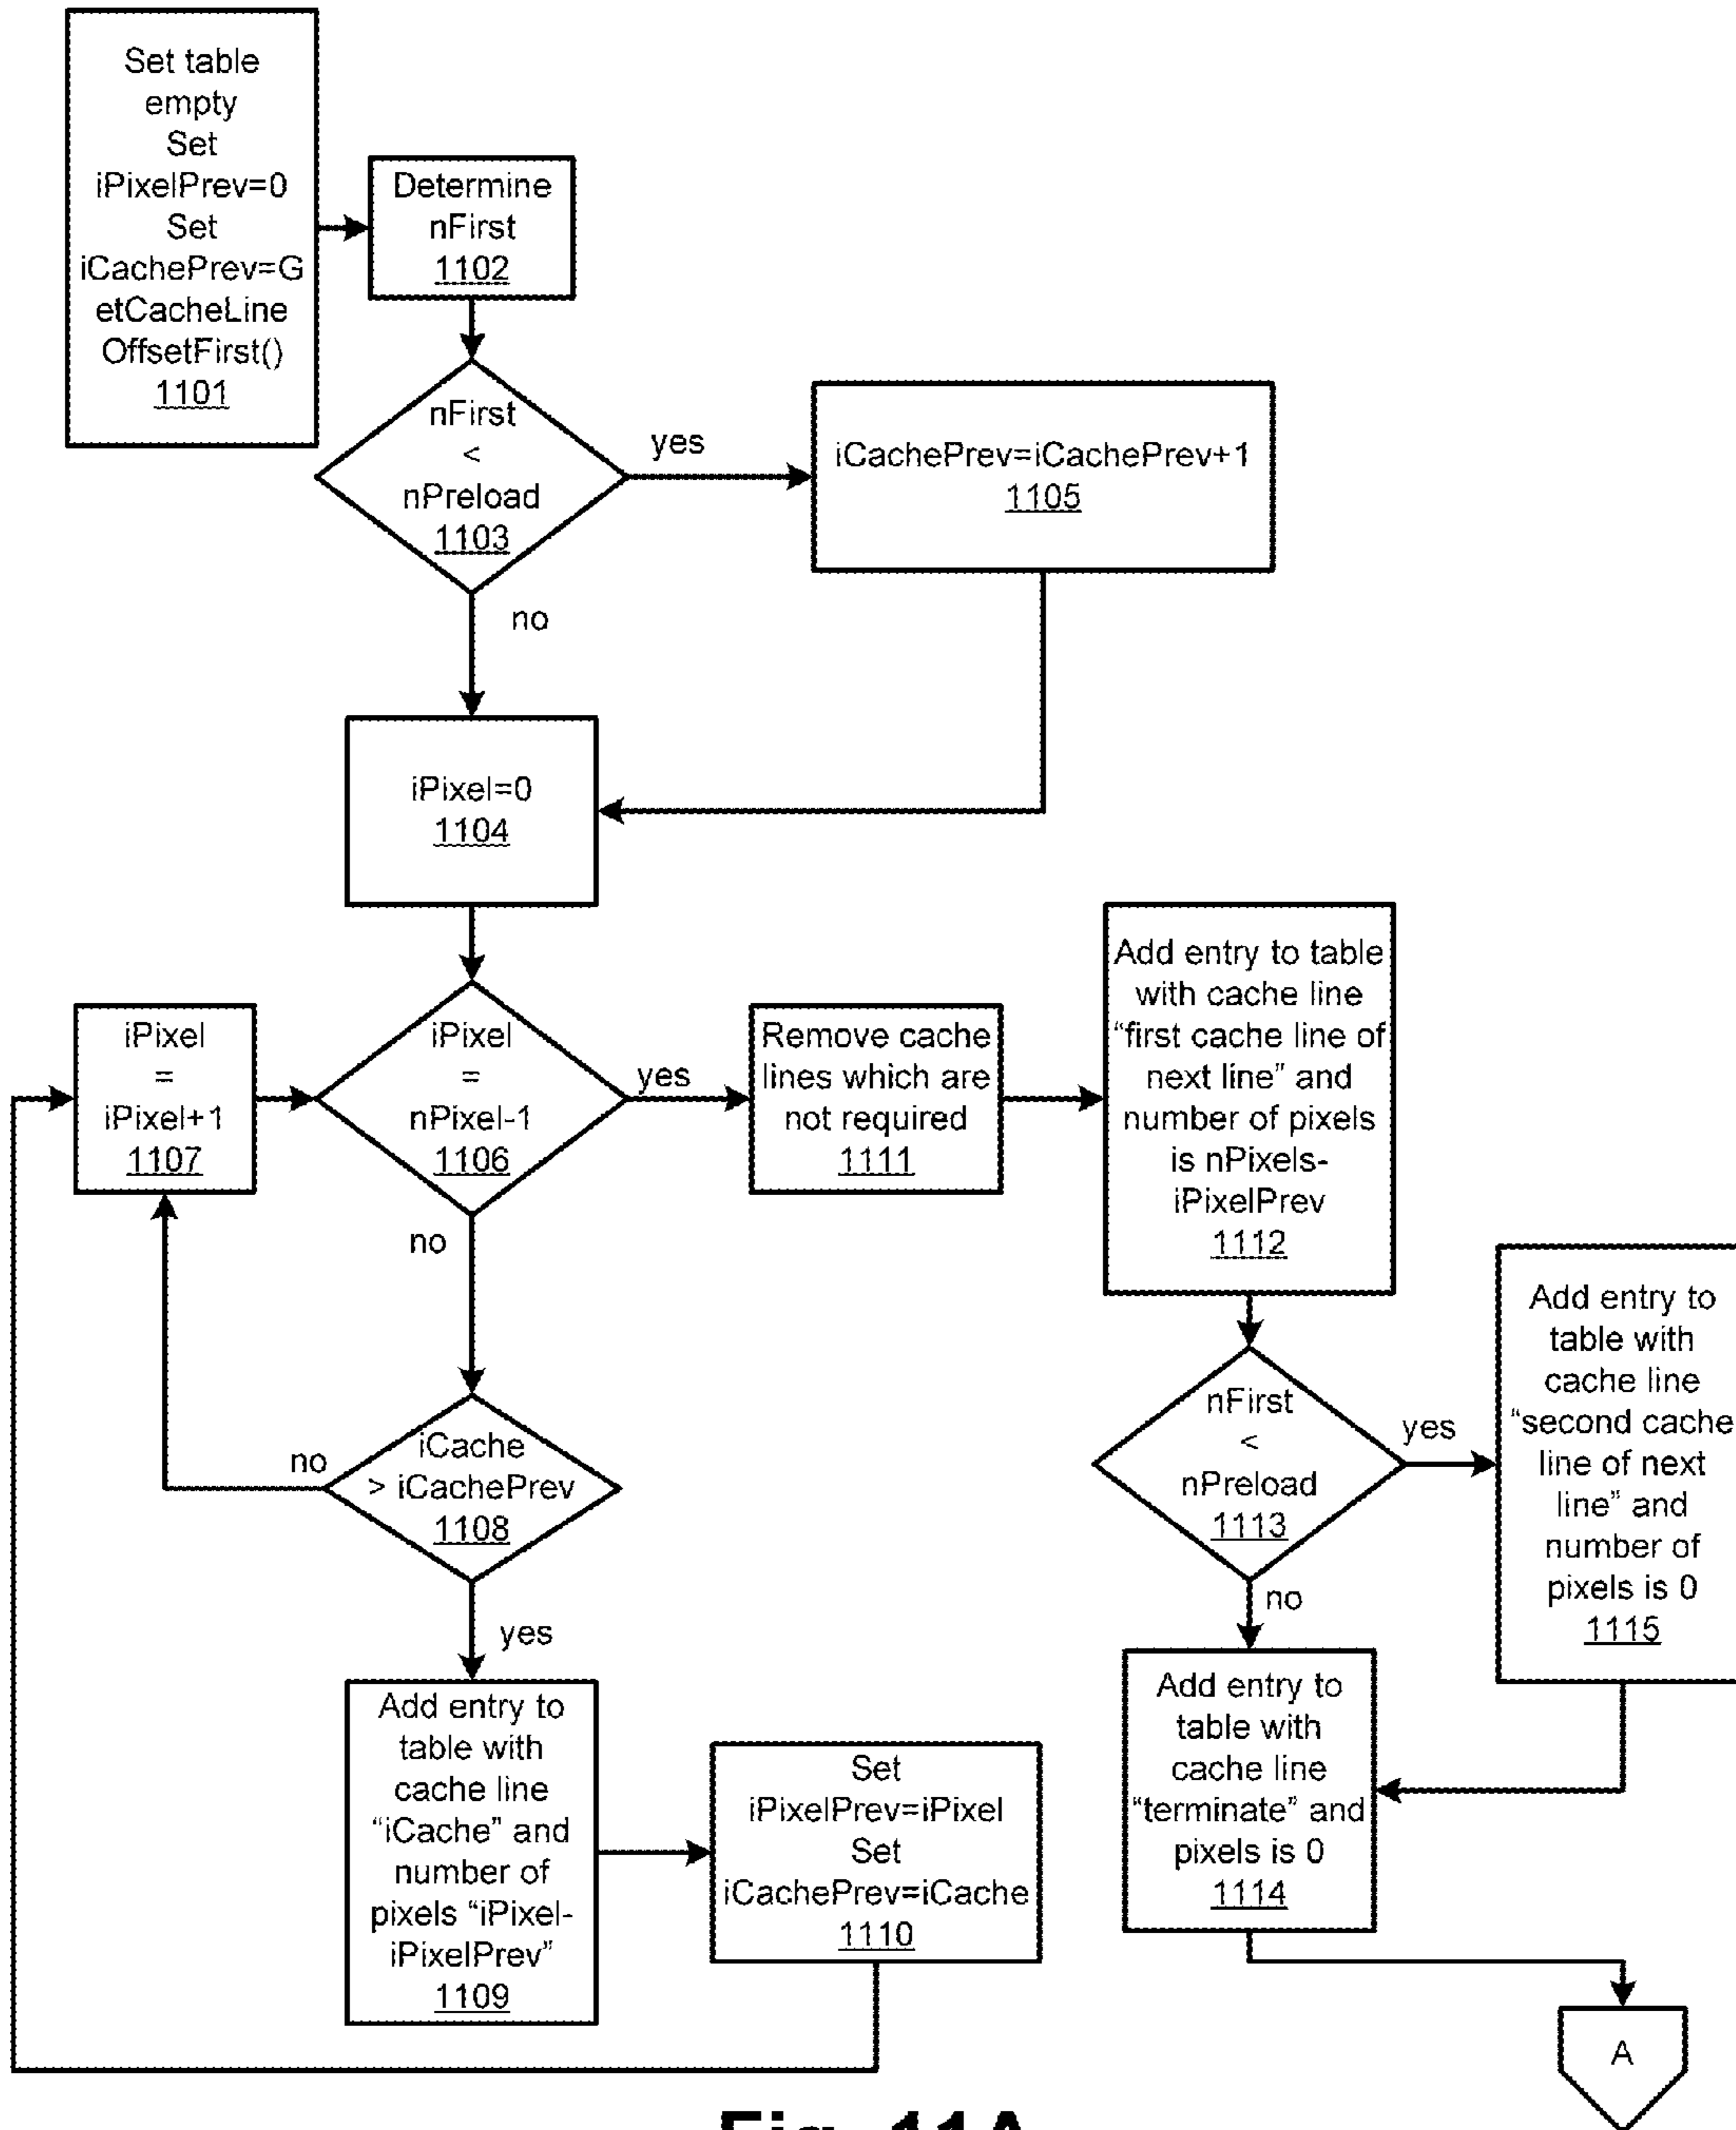 Set table
empty
Set
iPixelPrev=0
Set
iCachePrev=G
etCacheLine
OffsetFirst()
1101
Determine
nFirst
1102
nFirst
<
nPreload
1103
yes
no
iCachePrev=iCachePrev+1
1105
iPixel=0
1104
iPixel
=
iPixel+1
1107
iPixel
=
nPixel-1
1106
yes
no
Remove cache
lines which are
not required
1111
Add entry to table
with cache line
“first cache line of
next line” and
number of pixels
is nPixels-
iPixelPrev
1112
iCache
> iCachePrev
1108
no
yes
nFirst
<
nPreload
1113
yes
no
Add entry to
table with
cache line
“second cache
line of next
line” and
number of
pixels is 0
1115
Add entry to
table with
cache line
“iCache” and
number of
pixels “iPixel-
iPixelPrev”
1109
Set
iPixelPrev=iPixel
Set
iCachePrev=iCache
1110
Add entry to
table with
cache line
“terminate” and
pixels is 0
1114
A
Fig. 11A